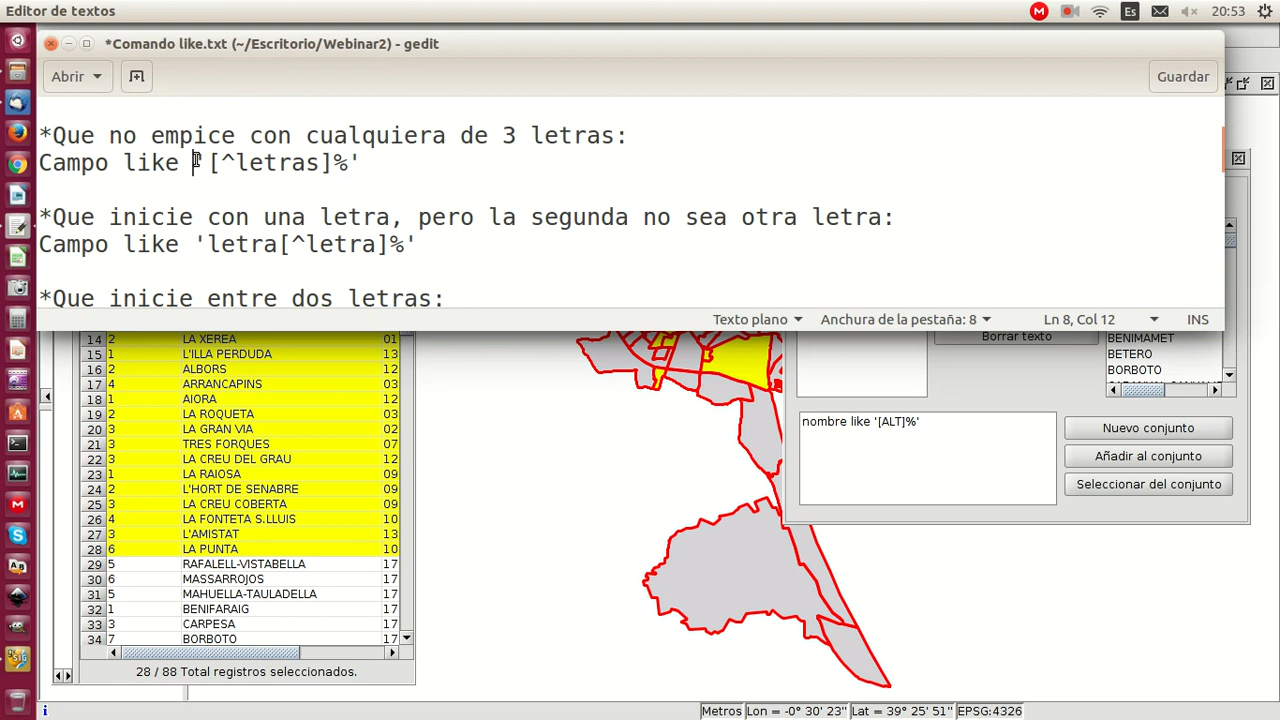 Editor de textos
Es
20:53
*Comando like.txt (~/Escritorio/Webinar2) - gedit
Abrir
Guardar
*Que no empice con cualquiera de 3 letras:
Campo like '[^letras]%'
*Que inicie con una letra, pero la segunda no sea otra letra:
Campo like 'letra[^letra]%'
*Que inicie entre dos letras:
Texto plano
Anchura de la pestaña: 8
Ln 8, Col 12
INS
14 2 LA XEREA 01
15 1 L'ILLA PERDUDA 13
16 2 ALBORS 12
17 4 ARRANCAPINS 03
18 1 AIORA 12
19 2 LA ROQUETA 03
20 3 LA GRAN VIA 02
21 3 TRES FORQUES 07
22 3 LA CREU DEL GRAU 12
23 1 LA RAIOSA 09
24 2 L'HORT DE SENABRE 09
25 3 LA CREU COBERTA 09
26 4 LA FONTETA S.LLUIS 10
27 3 L'AMISTAT 13
28 6 LA PUNTA 10
29 5 RAFALELL-VISTABELLA 17
30 6 MASSARROJOS 17
31 5 MAHUELLA-TAULADELLA 17
32 1 BENIFARAIG 17
33 3 CARPESA 17
34 7 BORBOTO 17
28 / 88 Total registros seleccionados.
Borrar texto
BENIMAMET
BETERO
BORBOTO
nombre like '[ALT]%'
Nuevo conjunto
Añadir al conjunto
Seleccionar del conjunto
Metros
Lon = -0° 30' 23"
Lat = 39° 25' 51"
EPSG:4326